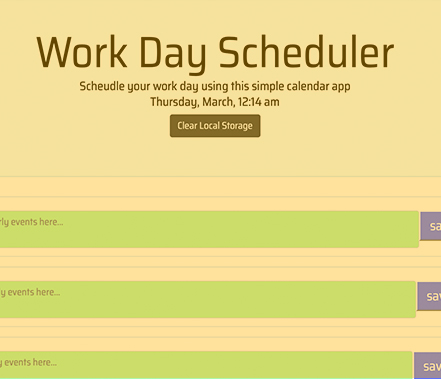 Work Day Scheduler
Scheudle your work day using this simple calendar app
Thursday, March, 12:14 am
Clear Local Storage
rly events here...
sa
y events here...
sav
y events here...
save